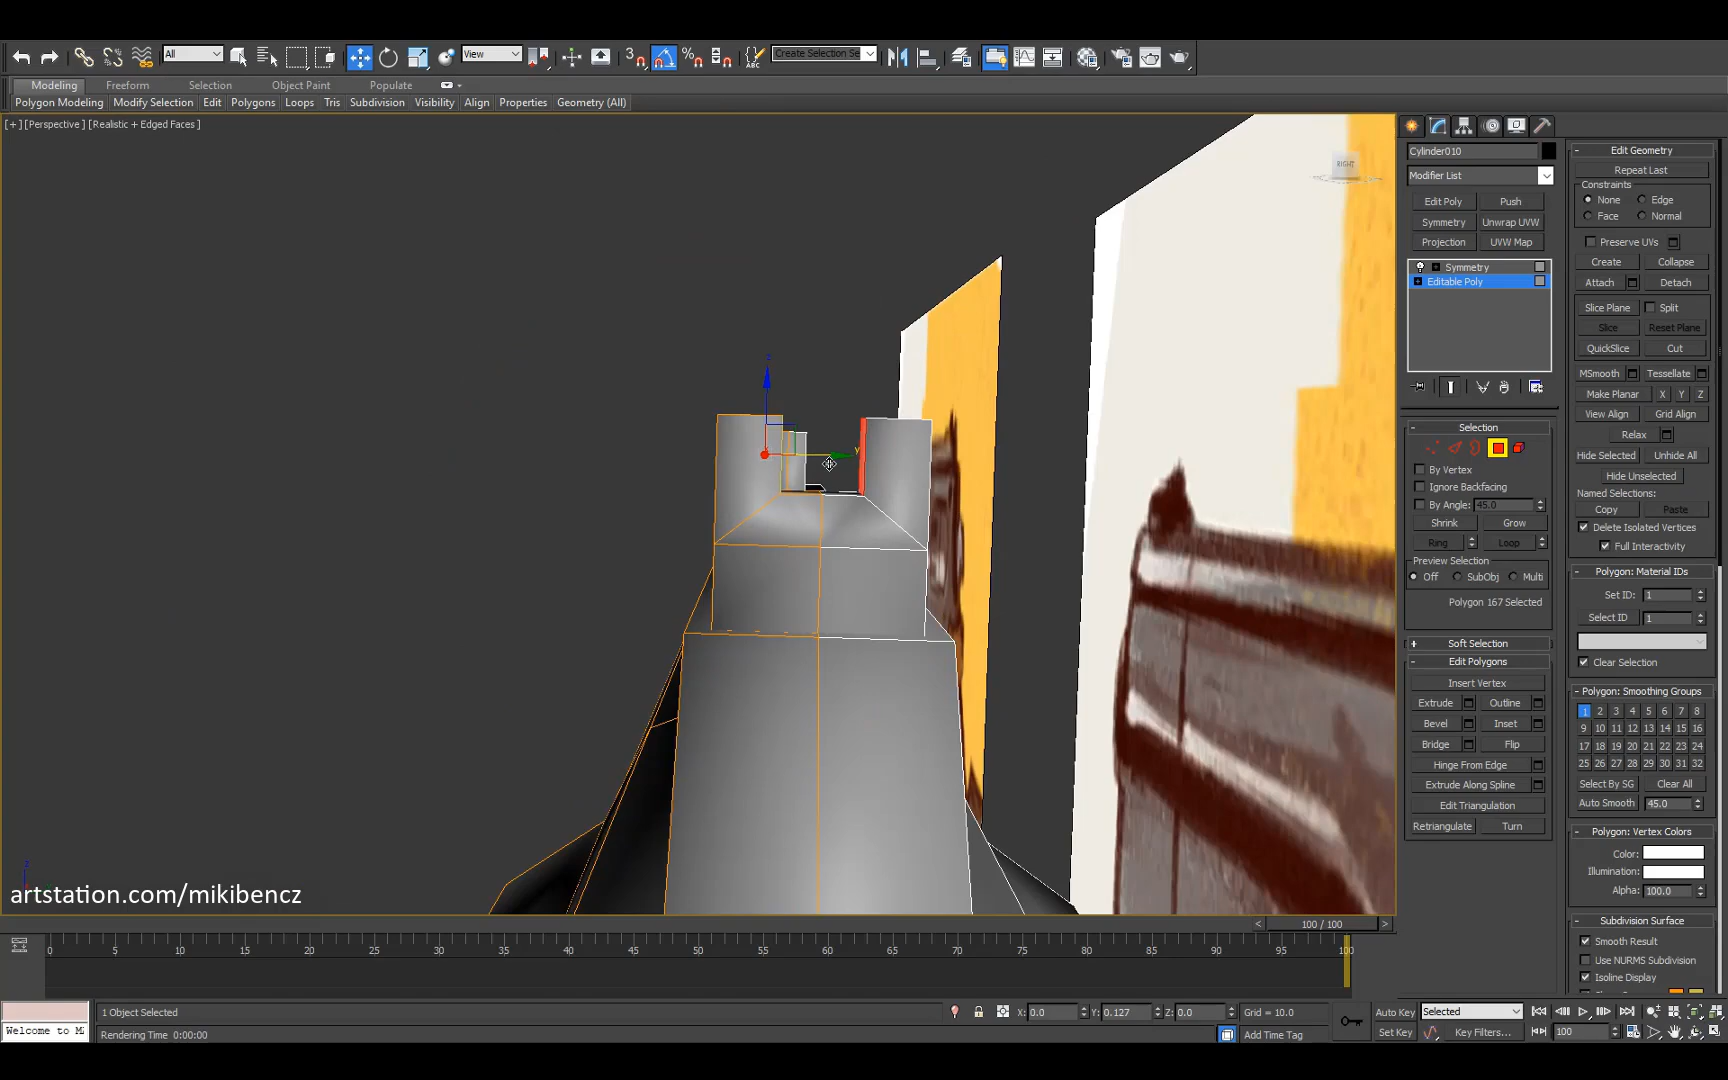 All
View
Create Selection Se
Modeling
Freeform
Selection
Object Paint
Populate
Polygon Modeling
Modify Selection
Edit
Polygons
Loops
Tris
Subdivision
Visibility
Align
Properties
Geometry (All)
[+] [Perspective] [Realistic + Edged Faces]
RIGHT
z
y
Cylinder010
Modifier List
Edit Poly
Push
Symmetry
Unwrap UVW
Projection
UVW Map
Symmetry
Editable Poly
Selection
By Vertex
Ignore Backfacing
By Angle: 45.0
Shrink
Grow
Ring
Loop
Preview Selection
Off
SubObj
Multi
Polygon 167 Selected
Soft Selection
Edit Polygons
Insert Vertex
Extrude
Outline
Bevel
Inset
Bridge
Flip
Hinge From Edge
Extrude Along Spline
Edit Triangulation
Retriangulate
Turn
Edit Geometry
Repeat Last
Constraints
None
Edge
Face
Normal
Preserve UVs
Create
Collapse
Attach
Detach
Slice Plane
Split
Slice
Reset Plane
QuickSlice
Cut
MSmooth
Tessellate
Make Planar
X
Y
Z
View Align
Grid Align
Relax
Hide Selected
Unhide All
Hide Unselected
Named Selections:
Copy
Paste
Delete Isolated Vertices
Full Interactivity
Polygon: Material IDs
Set ID: 1
Select ID 1
Clear Selection
Polygon: Smoothing Groups
1 2 3 4 5 6 7 8
9 10 11 12 13 14 15 16
17 18 19 20 21 22 23 24
25 26 27 28 29 30 31 32
Select By SG
Clear All
Auto Smooth
45.0
Polygon: Vertex Colors
Color:
Illumination:
Alpha: 100.0
Subdivision Surface
Smooth Result
Use NURMS Subdivision
Isoline Display
artstation.com/mikibencz
< 100 / 100 >
0 5 10 15 20 25 30 35 40 45 50 55 60 65 70 75 80 85 90 95 100
Welcome to M
1 Object Selected
Rendering Time 0:00:00
X: 0.0
Y: 0.127
Z: 0.0
Grid = 10.0
Add Time Tag
Auto Key
Selected
Set Key
Key Filters...
100